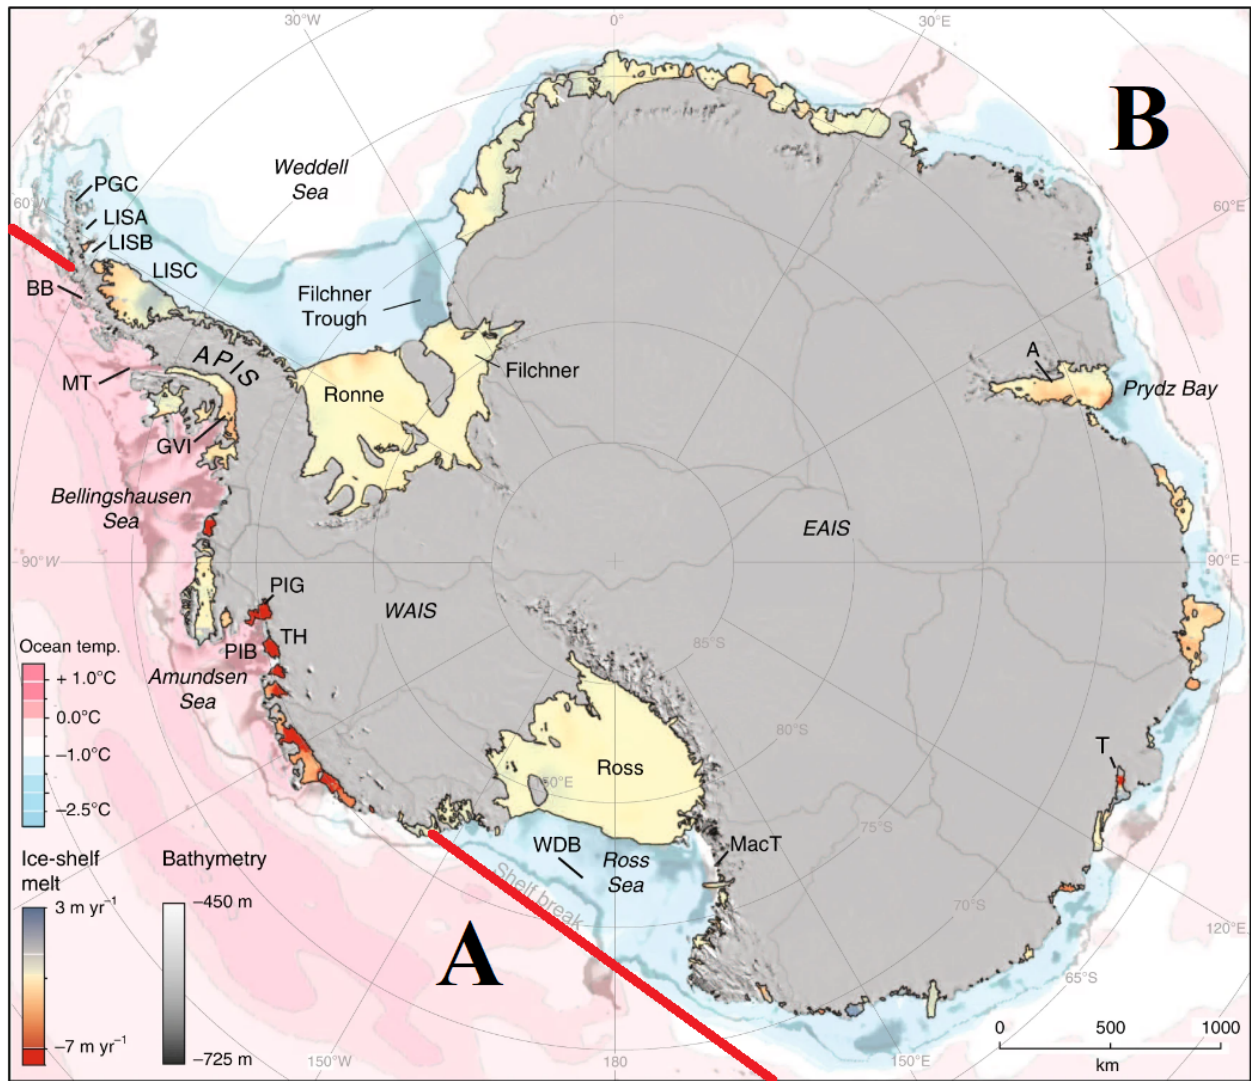 30°W
0°
30°E
B
Weddell
Sea
PGC
60°W
LISA
LISB
60°E
LISC
BB
Filchner
Trough
APIS
A
MT
Filchner
Ronne
Prydz Bay
GVI
Bellingshausen
Sea
EAIS
90°W
90°E
PIG
WAIS
TH
PIB
85°S
Ocean temp.
+ 1.0°C
0.0°C
–1.0°C
–2.5°C
Amundsen
Sea
80°S
T
Ross
WDB
MacT
Ross
Sea
75°S
Shelf break
Ice-shelf
melt
3 m yr⁻¹
–7 m yr⁻¹
Bathymetry
–450 m
–725 m
A
70°S
120°E
65°S
0
500
1000
km
150°W
180
150°E